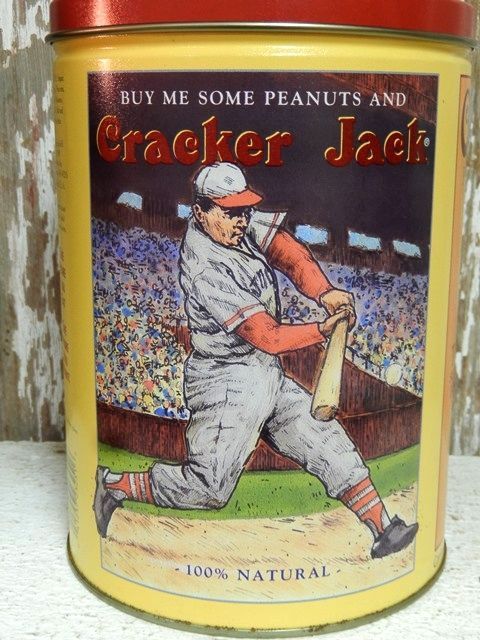 BUY ME SOME PEANUTS AND
Cracker Jack®
- 100% NATURAL -